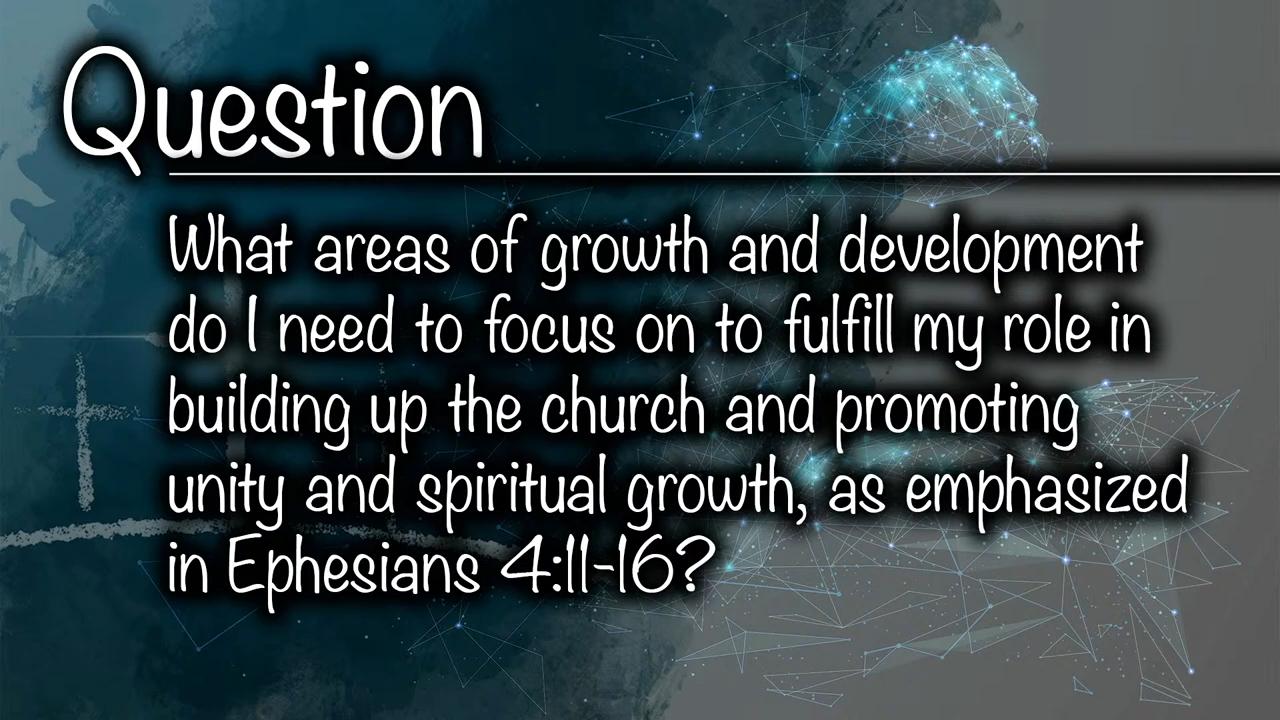 Question
What areas of growth and development
do I need to focus on to fulfill my role in
building up the church and promoting
unity and spiritual growth, as emphasized
in Ephesians 4:11-16?